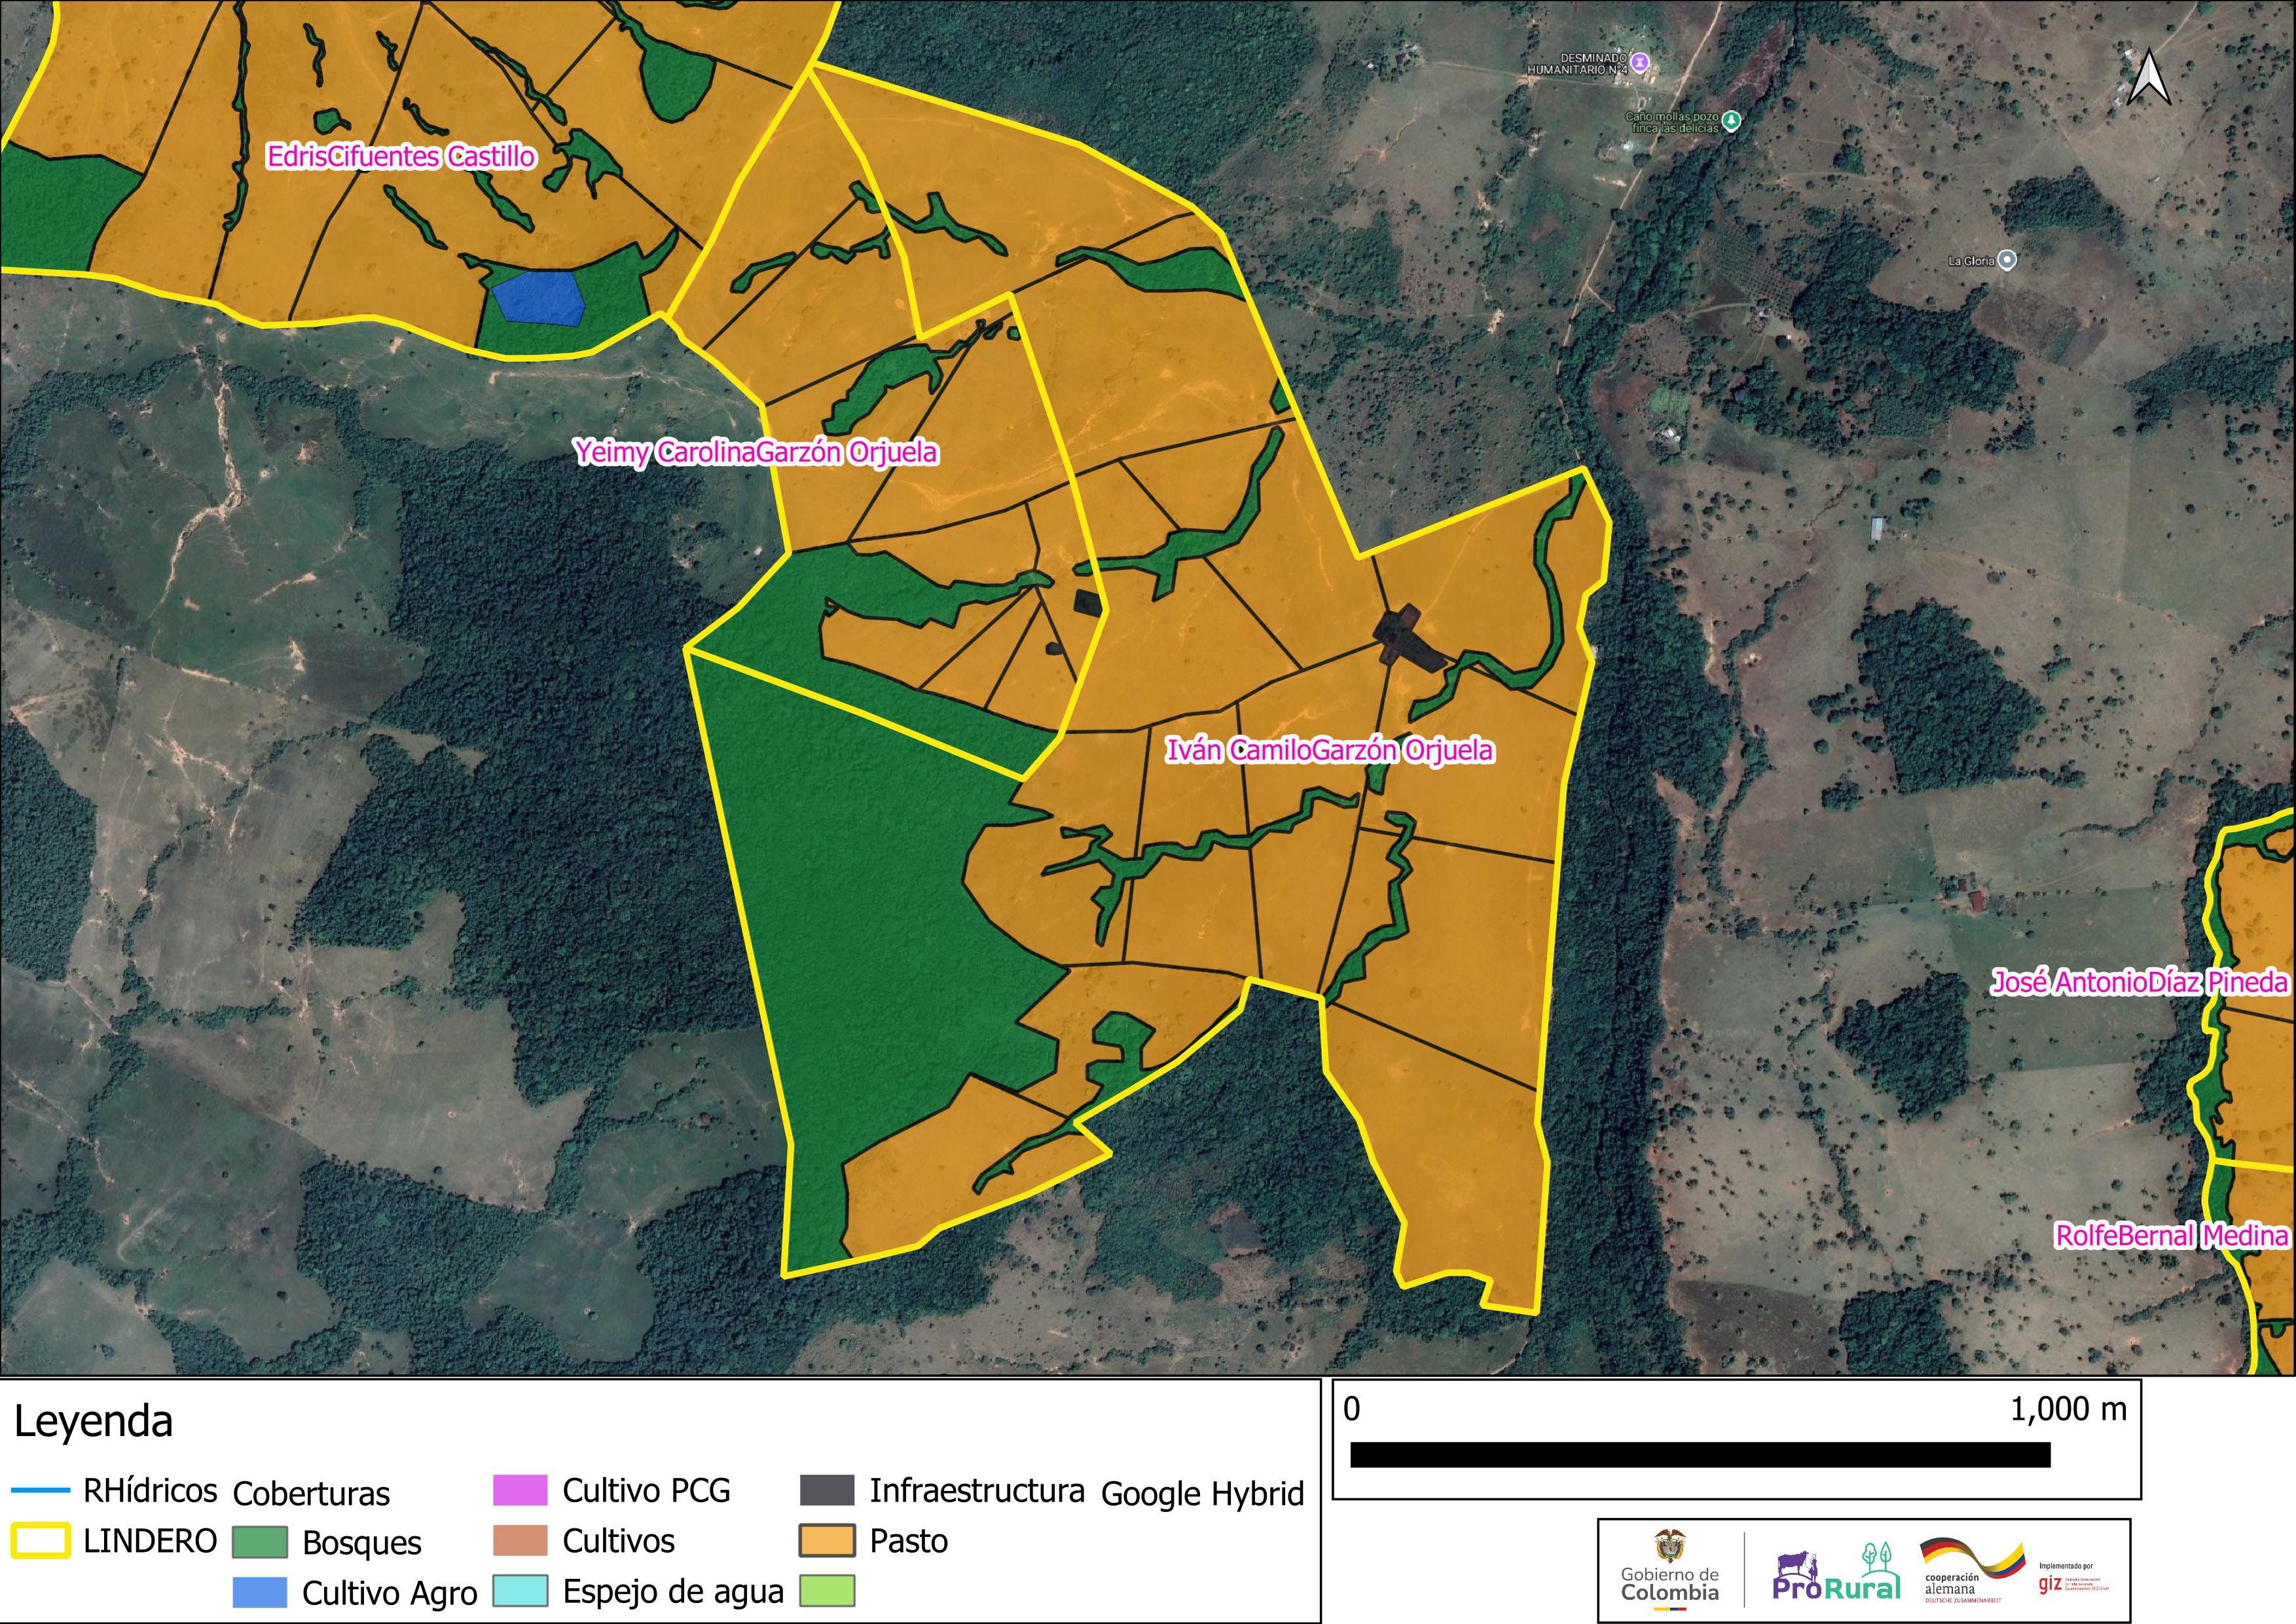 DESMINADO
HUMANITARIO N°4
Caño mollas pozo
finca las delicias
EdrisCifuentes Castillo
La Gloria
Yeimy CarolinaGarzón Orjuela
Iván CamiloGarzón Orjuela
José AntonioDíaz Pineda
RolfeBernal Medina
Leyenda
RHídricos
LINDERO
Coberturas
Bosques
Cultivo Agro
Cultivo PCG
Cultivos
Espejo de agua
Infraestructura
Pasto
Google Hybrid
0 1,000 m
Gobierno de
Colombia
ProRural
cooperación
alemana
DEUTSCHE ZUSAMMENARBEIT
Implementado por
giz